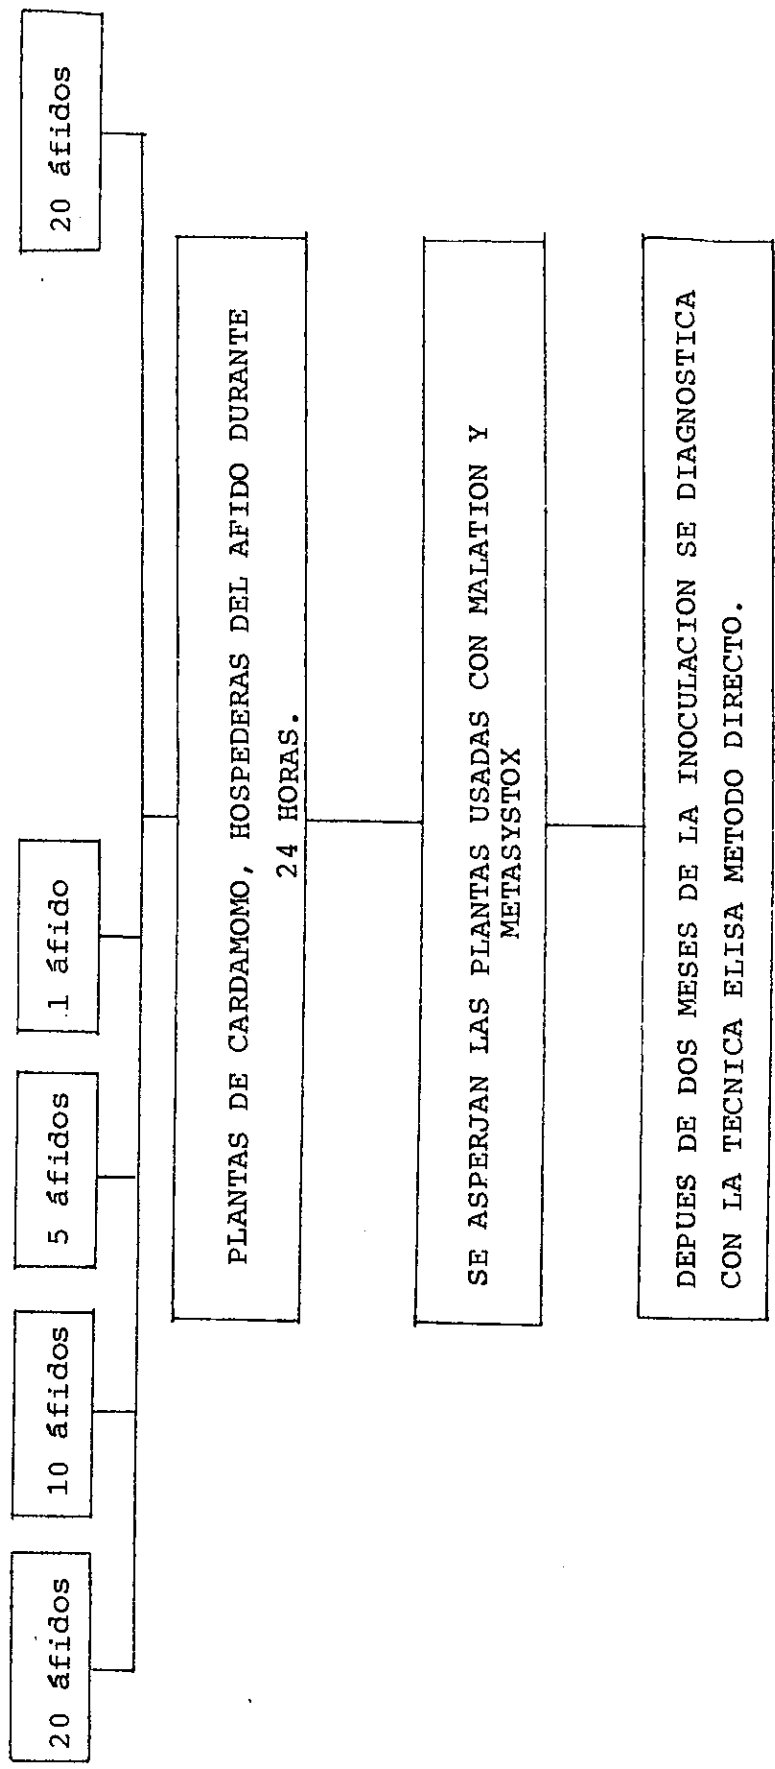 20 áfidos
10 áfidos
5 áfidos
1 áfido
20 áfidos
PLANTAS DE CARDAMOMO, HOSPEDERAS DEL AFIDO DURANTE
24 HORAS.
SE ASPERJAN LAS PLANTAS USADAS CON MALATION Y
METASYSTOX
DEPUES DE DOS MESES DE LA INOCULACION SE DIAGNOSTICA
CON LA TECNICA ELISA METODO DIRECTO.